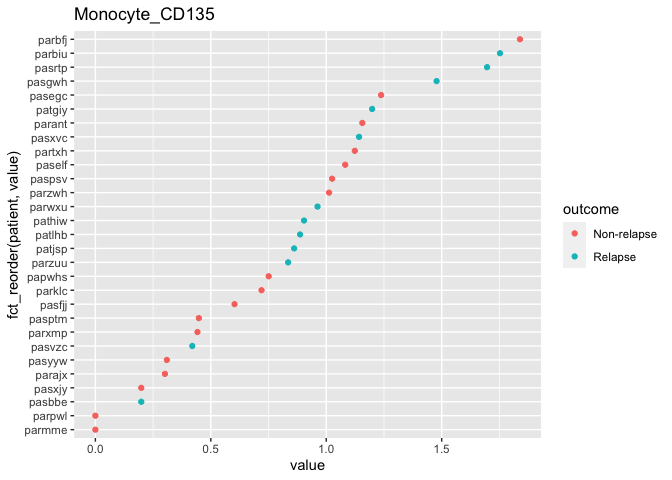 Monocyte_CD135
fct_reorder(patient, value)
parbfj
parbiu
pasrtp
pasgwh
pasegc
patgiy
parant
pasxvc
partxh
paself
paspsv
parzwh
parwxu
pathiw
patlhb
patjsp
parzuu
papwhs
parklc
pasfjj
pasptm
parxmp
pasvzc
pasyyw
parajx
pasxjy
pasbbe
parpwl
parmme
0.0 0.5 1.0 1.5
value
outcome
Non-relapse
Relapse